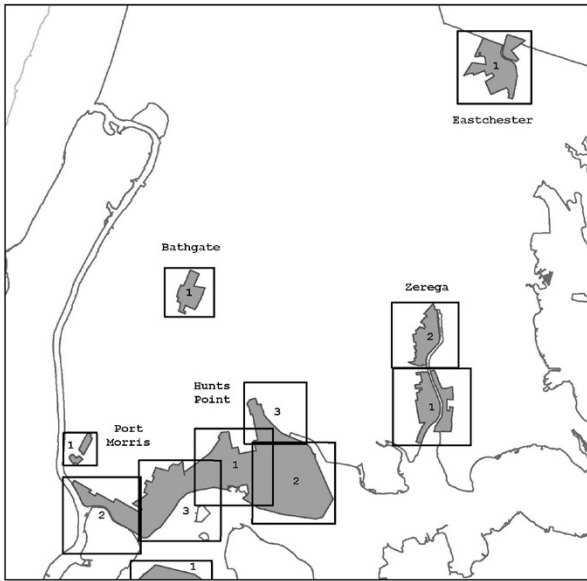 1
Eastchester
Bathgate
1
Zerega
2
1
Hunts
Point
3
1
2
Port
Morris
1
2
3
1